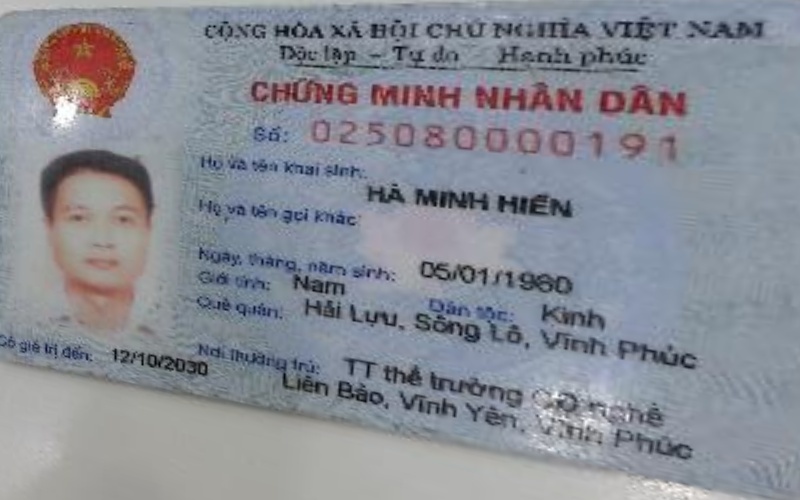 CỘNG HÒA XÃ HỘI CHỦ NGHĨA VIỆT NAM
Độc lập - Tự do Hạnh phúc
CHỨNG MINH NHÂN DÂN
Số: 025080000191
Họ và tên khai sinh:
HÀ MINH HIỂN
Họ và tên gọi khác:
Ngày, tháng, năm sinh: 05/01/1980
Giới tính: Nam Dân tộc: Kinh
Quê quán: Hải Lựu, Sông Lô, Vĩnh Phúc
Có giá trị đến: 12/10/2030
Nơi thường trú: TT thể trường CĐ nghề
Liên Bảo, Vĩnh Yên, Vĩnh Phúc